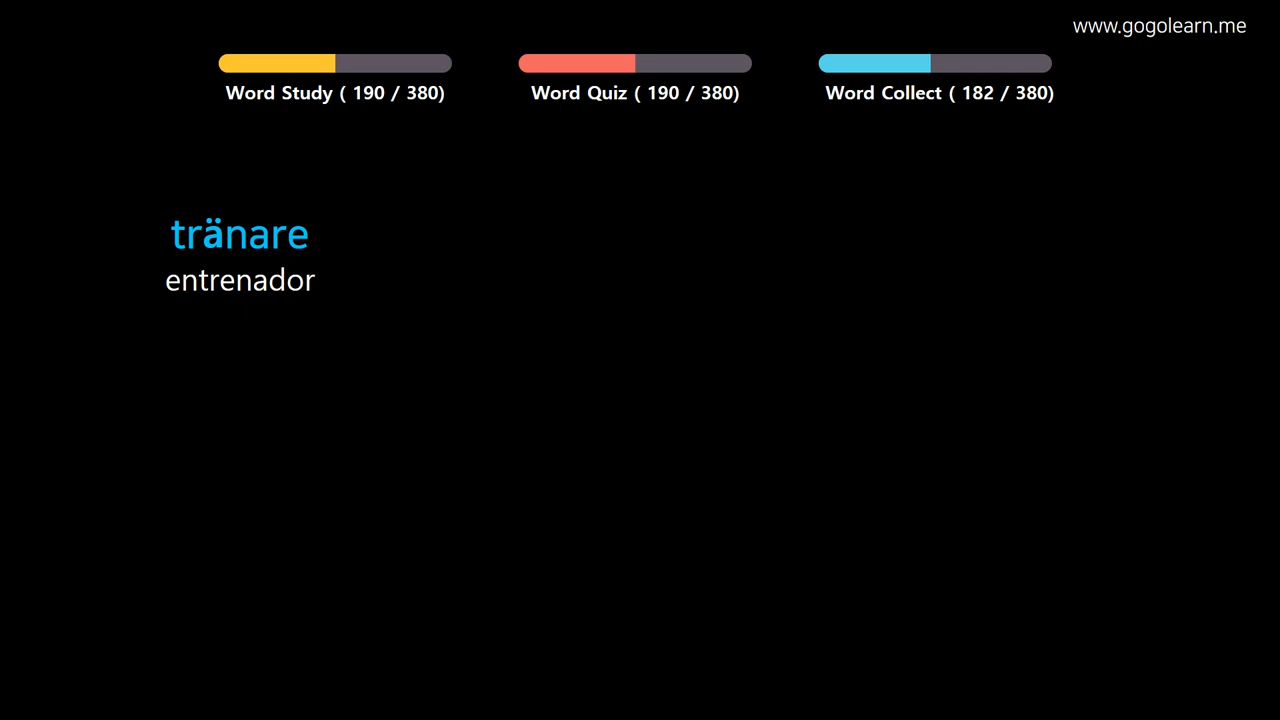 www.gogolearn.me
Word Study ( 190 / 380)
Word Quiz ( 190 / 380)
Word Collect ( 182 / 380)
tränare
entrenador